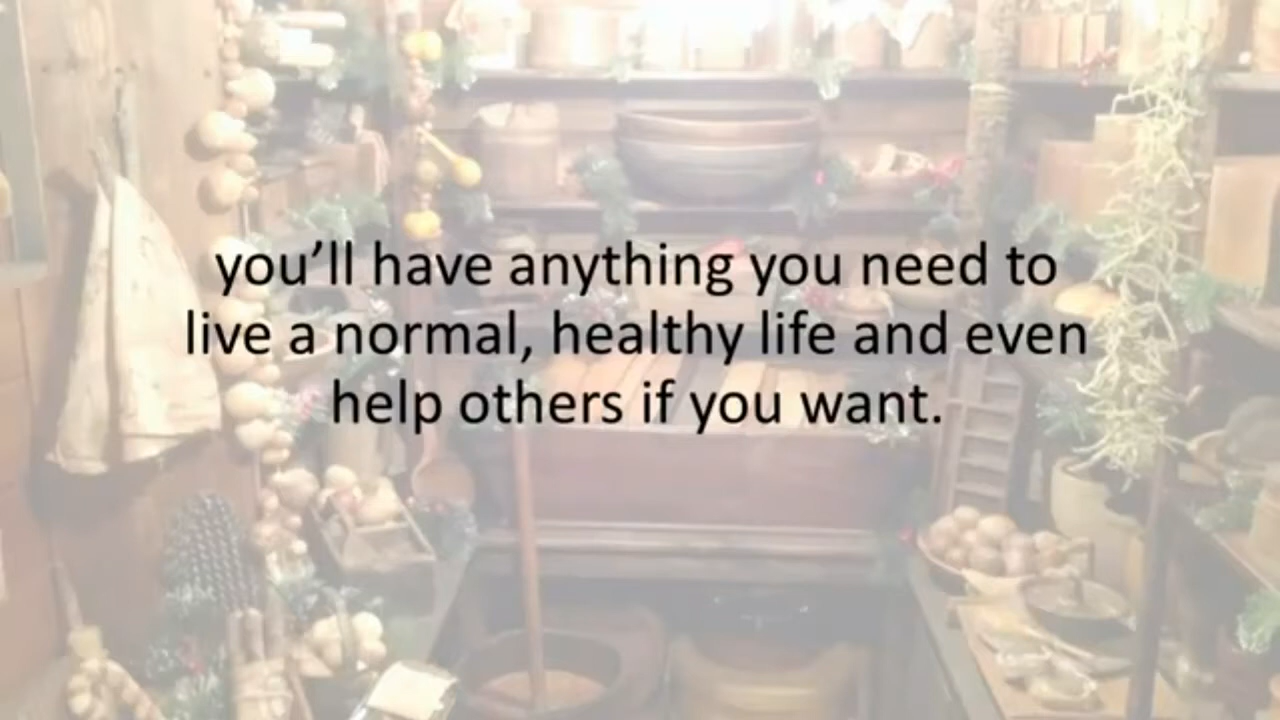 you’ll have anything you need to
live a normal, healthy life and even
help others if you want.